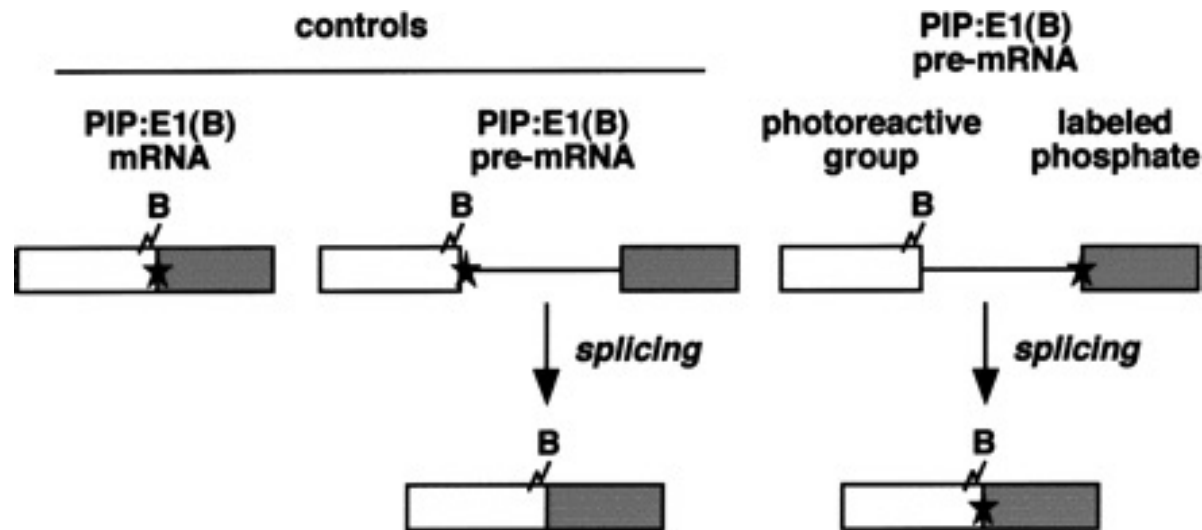 controls
PIP:E1(B)
pre-mRNA
PIP:E1(B)
mRNA
PIP:E1(B)
pre-mRNA
photoreactive
group
labeled
phosphate
B
B
B
splicing
splicing
B
B